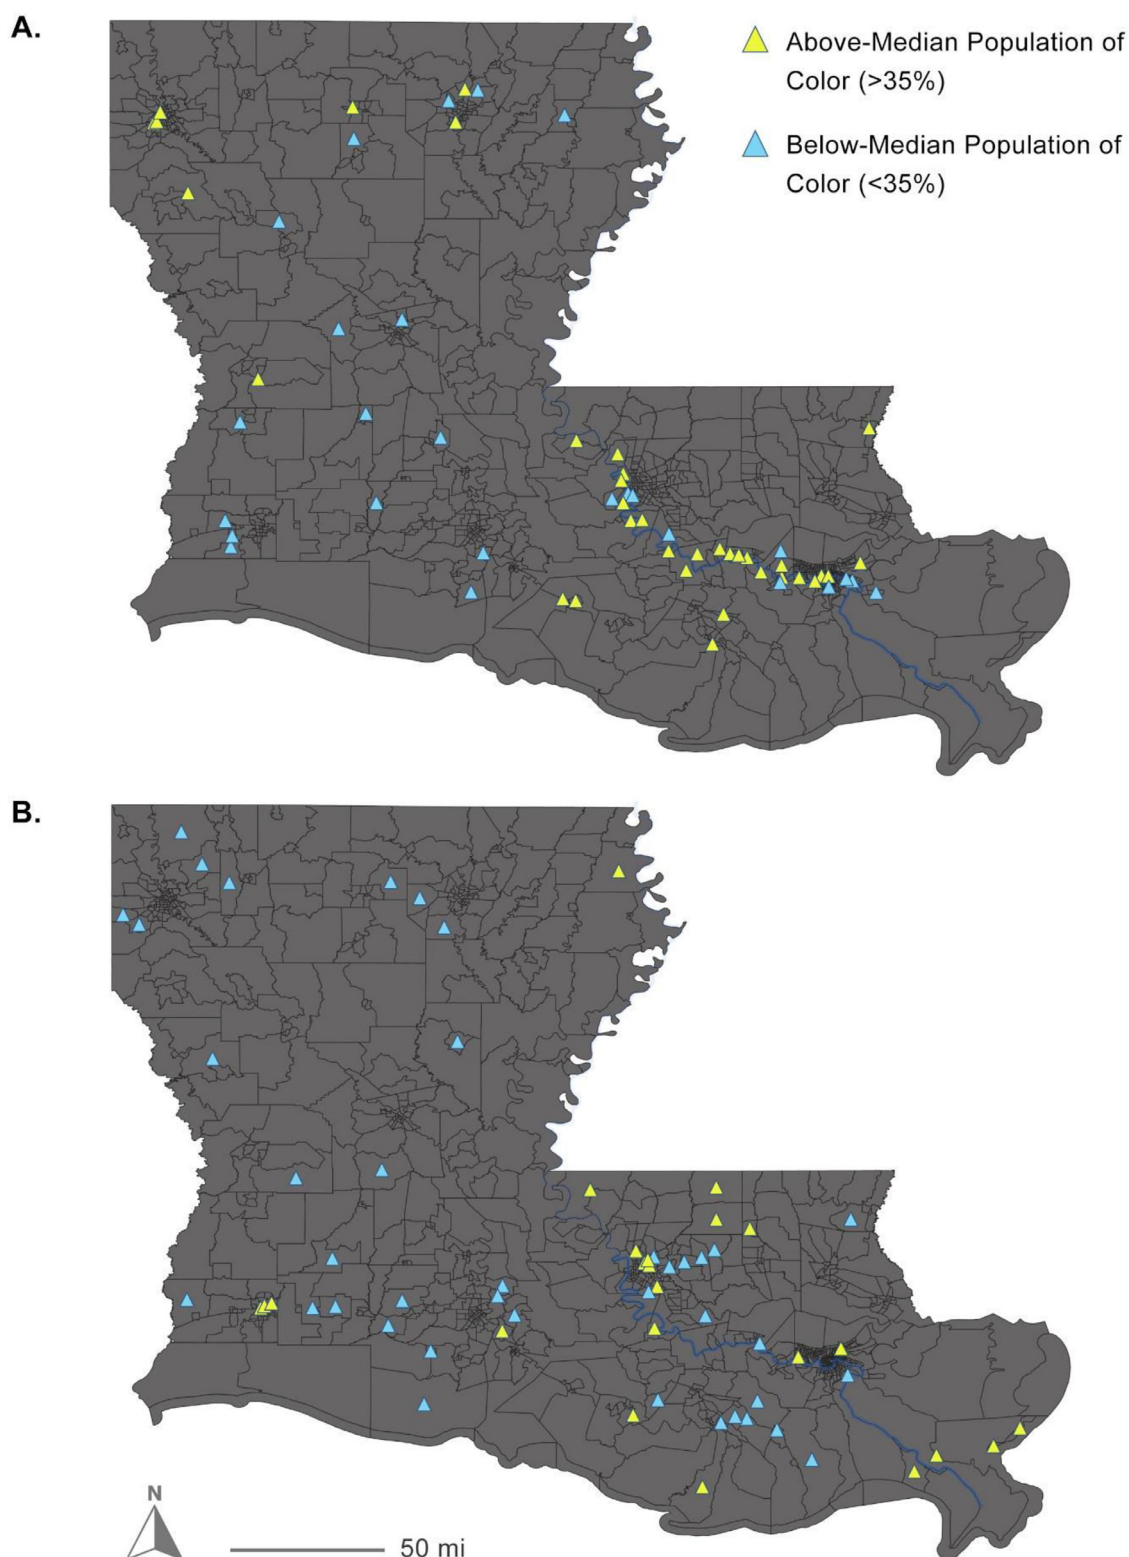 A.
Above-Median Population of
Color (>35%)
Below-Median Population of
Color (<35%)
B.
N
50 mi